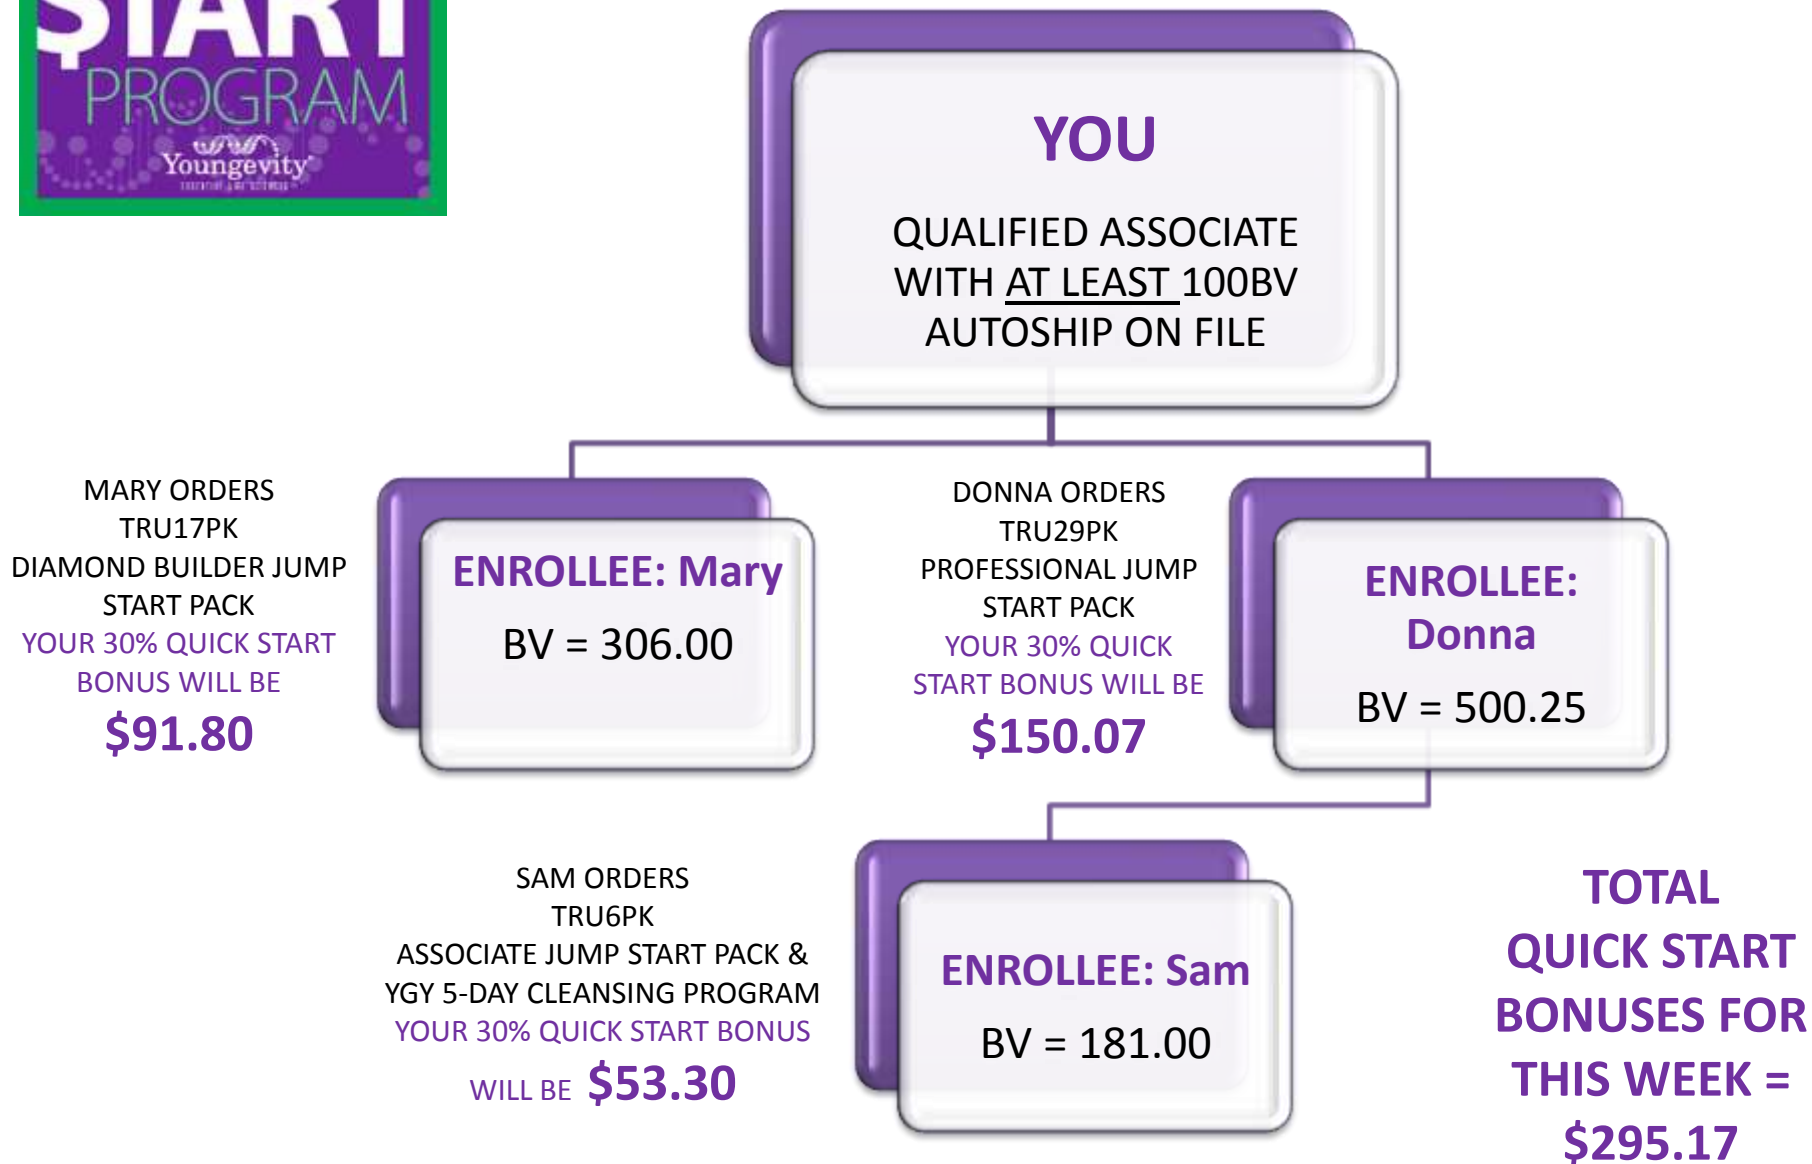 $TART
PROGRAM
Youngevity
YOU
QUALIFIED ASSOCIATE
WITH AT LEAST 100BV
AUTOSHIP ON FILE
MARY ORDERS
TRU17PK
DIAMOND BUILDER JUMP
START PACK
YOUR 30% QUICK START
BONUS WILL BE
$91.80
ENROLLEE: Mary
BV = 306.00
DONNA ORDERS
TRU29PK
PROFESSIONAL JUMP
START PACK
YOUR 30% QUICK
START BONUS WILL BE
$150.07
ENROLLEE:
Donna
BV = 500.25
SAM ORDERS
TRU6PK
ASSOCIATE JUMP START PACK &
YGY 5-DAY CLEANSING PROGRAM
YOUR 30% QUICK START BONUS
WILL BE $53.30
ENROLLEE: Sam
BV = 181.00
TOTAL
QUICK START
BONUSES FOR
THIS WEEK =
$295.17